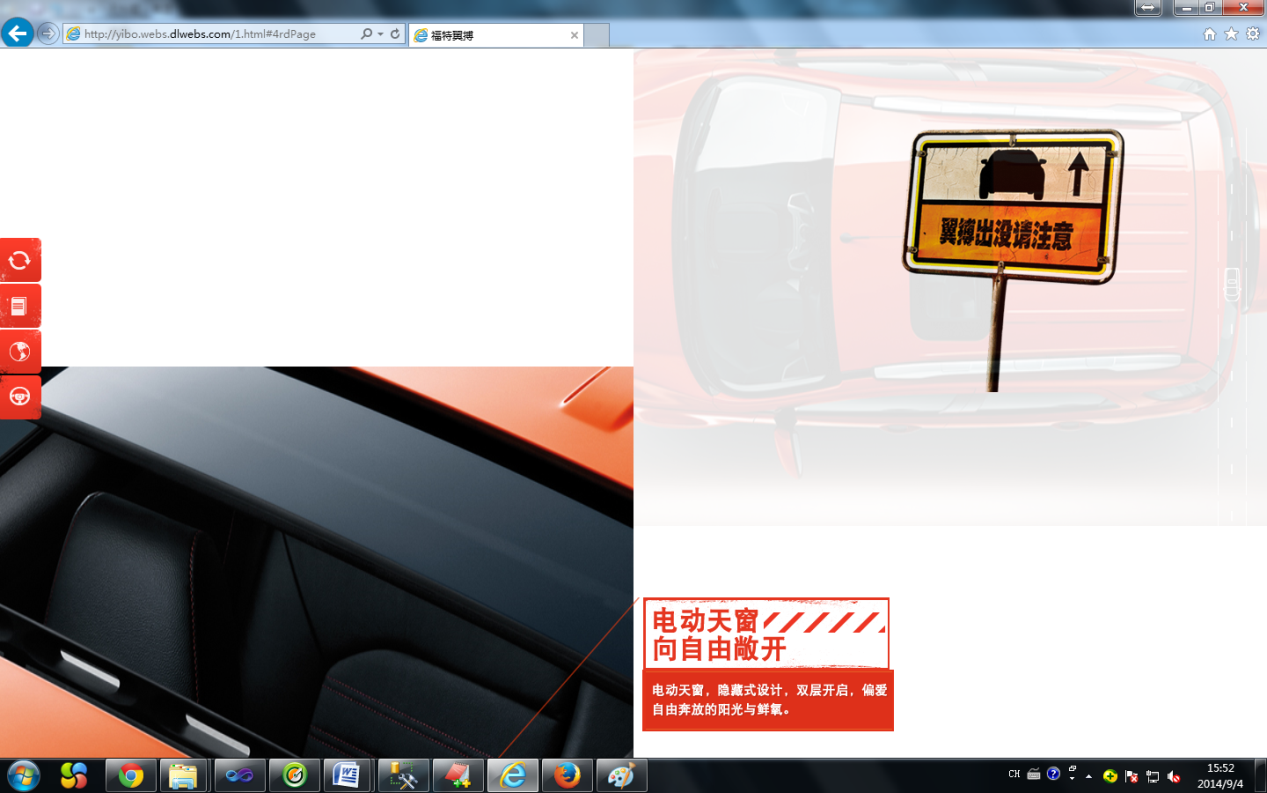 http://yibo.webs.dlwebs.com/1.html#4rdPage
福特翼搏
翼搏出没请注意
电动天窗
向自由敞开
电动天窗，隐藏式设计，双层开启，偏爱
自由奔放的阳光与鲜氧。
CH
15:52
2014/9/4